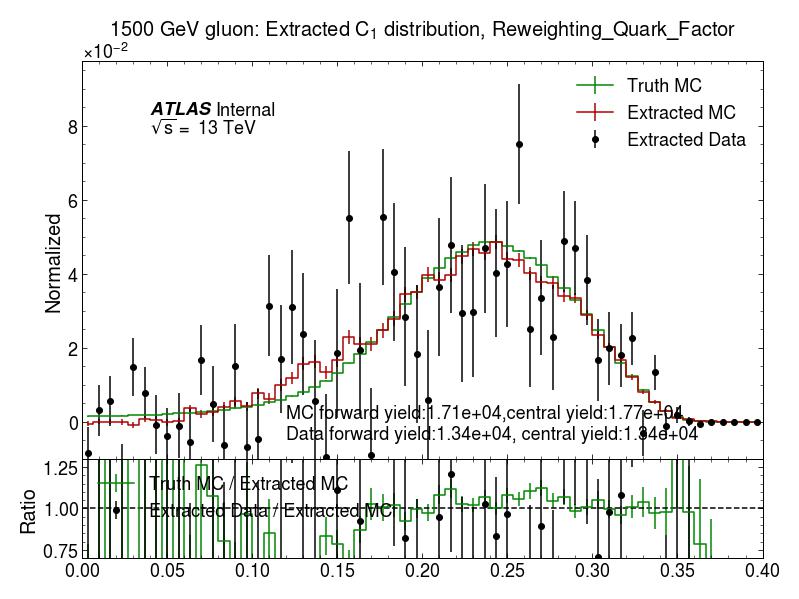 1500 GeV gluon: Extracted C₁ distribution, Reweighting_Quark_Factor
×10⁻²
ATLAS Internal
√s = 13 TeV
Truth MC
Extracted MC
Extracted Data
Normalized
8
6
4
2
0
MC forward yield:1.71e+04,central yield:1.77e+04
Data forward yield:1.34e+04, central yield:1.34e+04
Ratio
1.25
1.00
0.75
Truth MC / Extracted MC
Extracted Data / Extracted MC
0.00 0.05 0.10 0.15 0.20 0.25 0.30 0.35 0.40